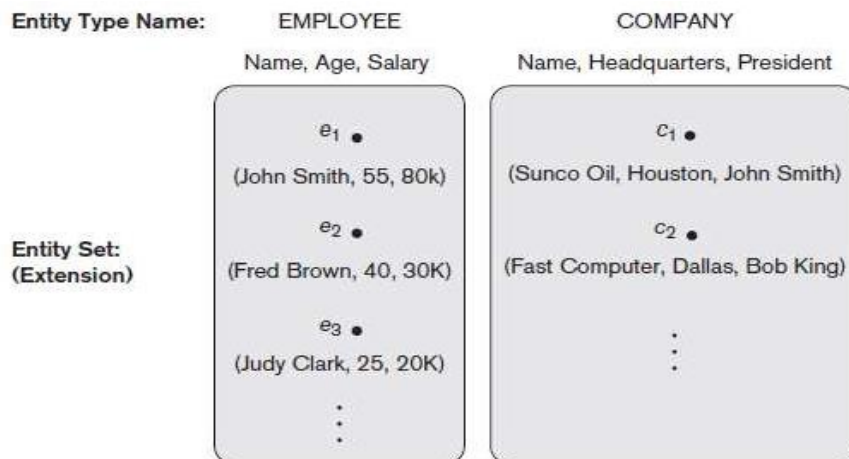 Entity Type Name: EMPLOYEE COMPANY
Name, Age, Salary Name, Headquarters, President
e1 •
(John Smith, 55, 80k)
e2 •
(Fred Brown, 40, 30K)
e3 •
(Judy Clark, 25, 20K)
c1 •
(Sunco Oil, Houston, John Smith)
c2 •
(Fast Computer, Dallas, Bob King)
Entity Set:
(Extension)